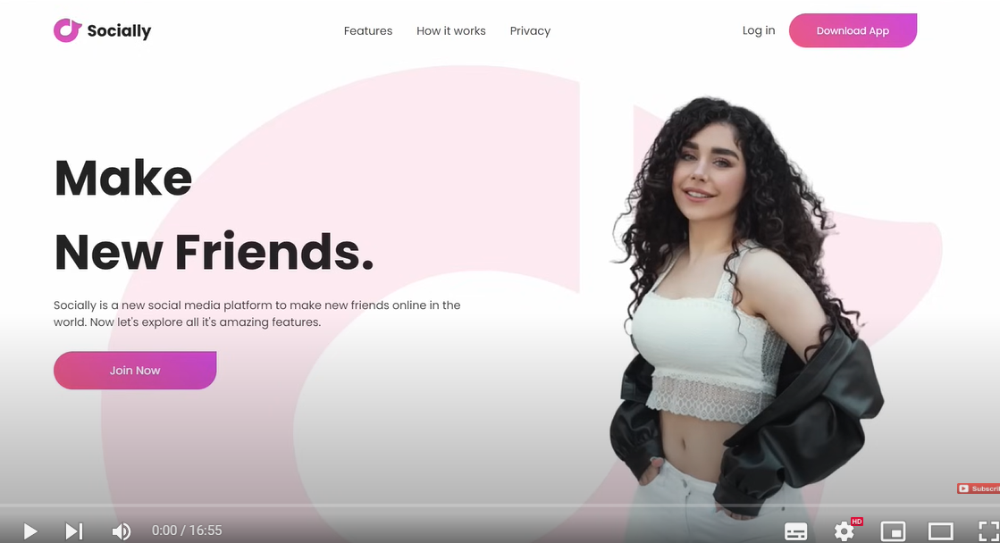 Socially
Features
How it works
Privacy
Log in
Download App
Make
New Friends.
Socially is a new social media platform to make new friends online in the
world. Now let's explore all it's amazing features.
Join Now
0:00 / 16:55
HD